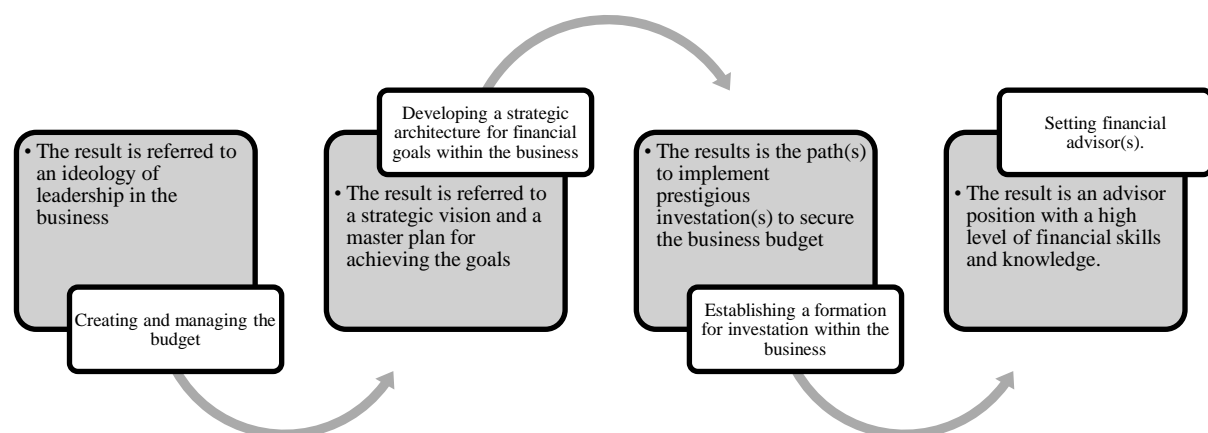 • The result is referred to
an ideology of
leadership in the
business
Creating and managing the
budget
Developing a strategic
architecture for financial
goals within the business
• The result is referred to
a strategic vision and a
master plan for
achieving the goals
• The results is the path(s)
to implement
prestigious
investation(s) to secure
the business budget
Establishing a formation
for investation within the
business
Setting financial
advisor(s).
• The result is an advisor
position with a high
level of financial skills
and knowledge.